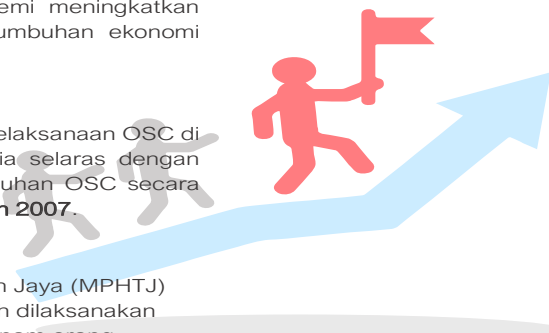 emi meningkatkan
umbuhan ekonomi
elaksanaan OSC di
ia selaras dengan
uhan OSC secara
n 2007.
n Jaya (MPHTJ)
n dilaksanakan